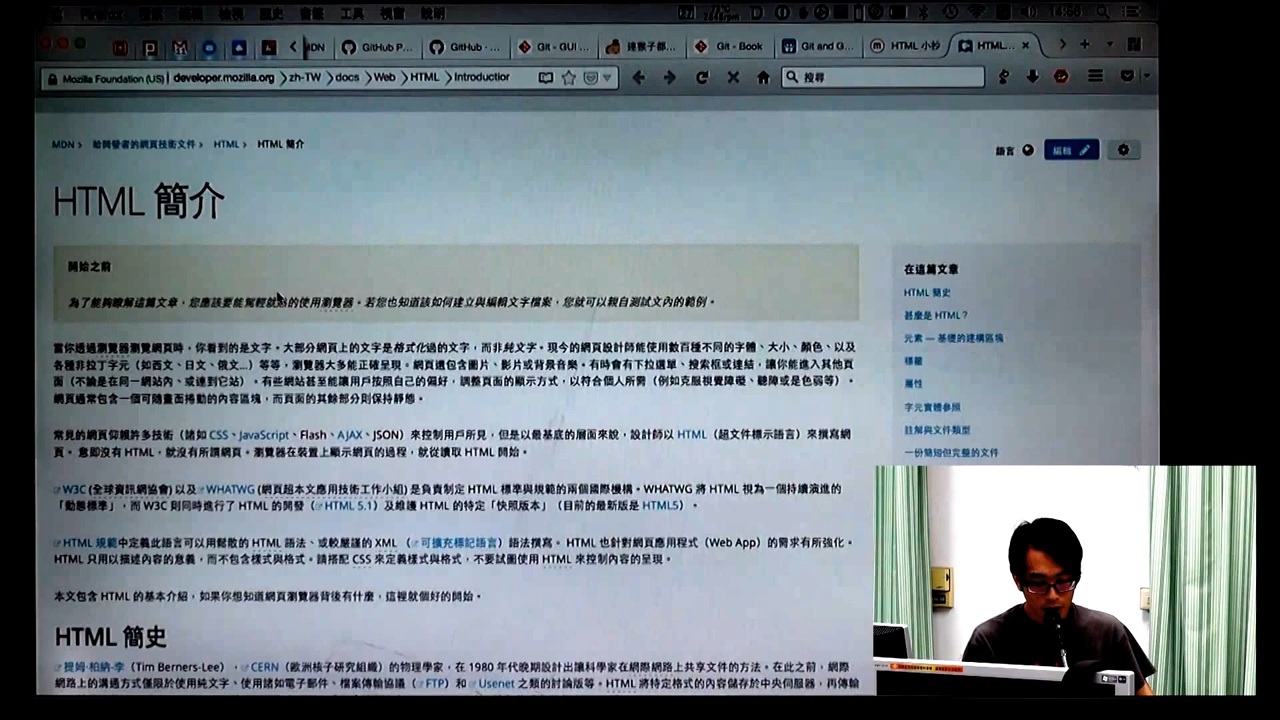 歷史 工具 視窗 說明
DN GitHub P... GitHub · ... Git - GUI ... 連猴子都... Git - Book Git and G... HTML 小抄 HTML...
Mozilla Foundation (US) developer.mozilla.org zh-TW docs Web HTML Introduction 搜尋
MDN 給開發者的網頁技術文件 HTML HTML 簡介
語言 編輯
HTML 簡介
開始之前
為了能夠瞭解這篇文章，您應該要能駕輕就熟的使用瀏覽器。若您也知道該如何建立與編輯文字檔案，您就可以親自測試文內的範例。
當你透過瀏覽器瀏覽網頁時，你看到的是文字。大部分網頁上的文字是格式化過的文字，而非純文字。現今的網頁設計師能使用數百種不同的字體、大小、顏色、以及
各種非拉丁字元（如西文、日文、俄文...）等等，瀏覽器大多能正確呈現。網頁還包含圖片、影片或背景音樂。有時會有下拉選單、搜索框或連結，讓你能進入其他頁
面（不論是在同一網站內、或連到它站）。有些網站甚至能讓用戶按照自己的偏好，調整頁面的顯示方式，以符合個人所需（例如克服視覺障礙、聽障或是色弱等）。
網頁通常包含一個可隨畫面捲動的內容區塊，而頁面的其餘部分則保持靜態。
常見的網頁仰賴許多技術（諸如 CSS、JavaScript、Flash、AJAX、JSON）來控制用戶所見，但是以最基底的層面來說，設計師以 HTML（超文件標示語言）來撰寫網
頁。 意即沒有 HTML，就沒有所謂網頁。瀏覽器在裝置上顯示網頁的過程，就從讀取 HTML 開始。
W3C (全球資訊網協會) 以及 WHATWG (網頁超本文應用技術工作小組) 是負責制定 HTML 標準與規範的兩個國際機構。WHATWG 將 HTML 視為一個持續演進的
「動態標準」，而 W3C 則同時進行了 HTML 的開發（HTML 5.1）及維護 HTML 的特定「快照版本」（目前的最新版是 HTML5）。
HTML 規範中定義此語言可以用鬆散的 HTML 語法、或較嚴謹的 XML （可擴充標記語言）語法撰寫。 HTML 也針對網頁應用程式（Web App）的需求有所強化。
HTML 只用以描述內容的意義，而不包含樣式與格式。請搭配 CSS 來定義樣式與格式，不要試圖使用 HTML 來控制內容的呈現。
本文包含 HTML 的基本介紹，如果你想知道網頁瀏覽器背後有什麼，這裡就個好的開始。
HTML 簡史
提姆·柏納-李（Tim Berners-Lee），CERN（歐洲核子研究組織）的物理學家，在 1980 年代晚期設計出讓科學家在網際網路上共享文件的方法。在此之前，網際
網路上的溝通方式僅限於使用純文字、使用諸如電子郵件、檔案傳輸協議（FTP）和 Usenet 之類的討論版等。HTML 將特定格式的內容儲存於中央伺服器，再傳輸
在這篇文章
HTML 簡史
甚麼是 HTML？
元素 — 基礎的建構區塊
標籤
屬性
字元實體參照
註解與文件類型
一份簡短但完整的文件